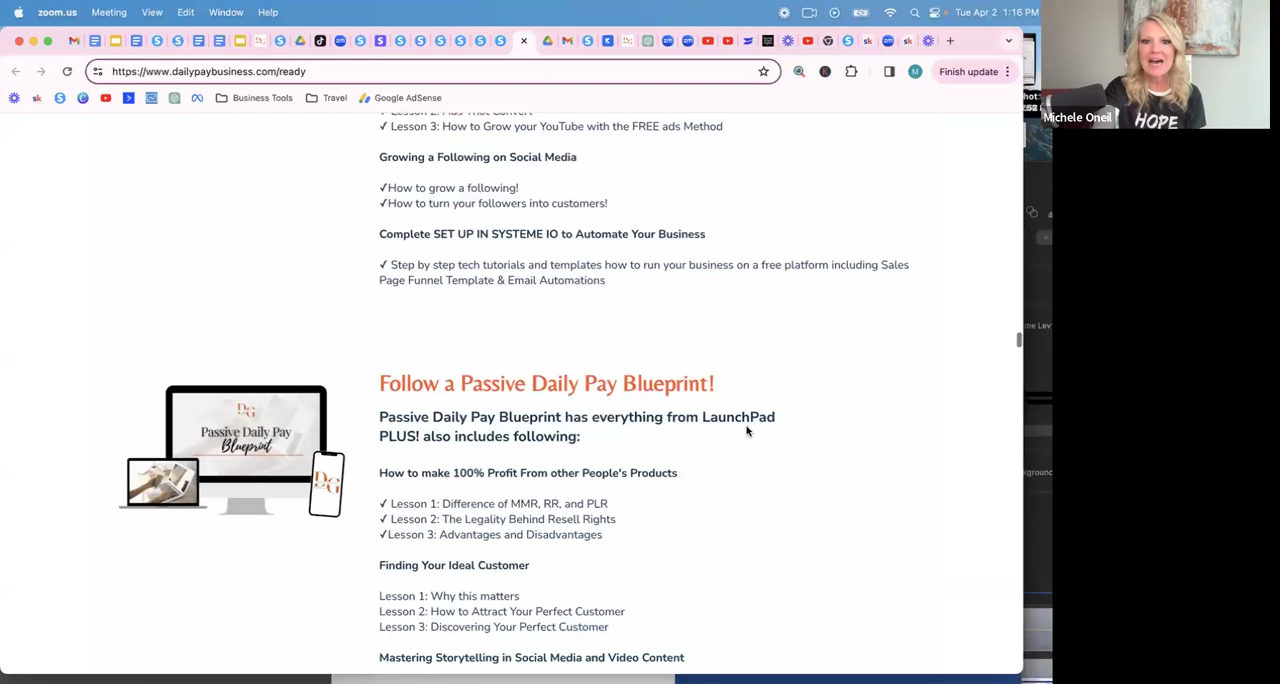 zoom.us Meeting View Edit Window Help
Tue Apr 2 1:16 PM
https://www.dailypaybusiness.com/ready
Finish update
Business Tools Travel Google AdSense
Michele Oneil
HOPE
✓ Lesson 3: How to Grow your YouTube with the FREE ads Method
Growing a Following on Social Media
✓How to grow a following!
✓How to turn your followers into customers!
Complete SET UP IN SYSTEME IO to Automate Your Business
✓ Step by step tech tutorials and templates how to run your business on a free platform including Sales
Page Funnel Template & Email Automations
Follow a Passive Daily Pay Blueprint!
Passive Daily Pay Blueprint has everything from LaunchPad
PLUS! also includes following:
DG
Passive Daily Pay
Blueprint
DG
How to make 100% Profit From other People's Products
✓ Lesson 1: Difference of MMR, RR, and PLR
✓ Lesson 2: The Legality Behind Resell Rights
✓Lesson 3: Advantages and Disadvantages
Finding Your Ideal Customer
Lesson 1: Why this matters
Lesson 2: How to Attract Your Perfect Customer
Lesson 3: Discovering Your Perfect Customer
Mastering Storytelling in Social Media and Video Content